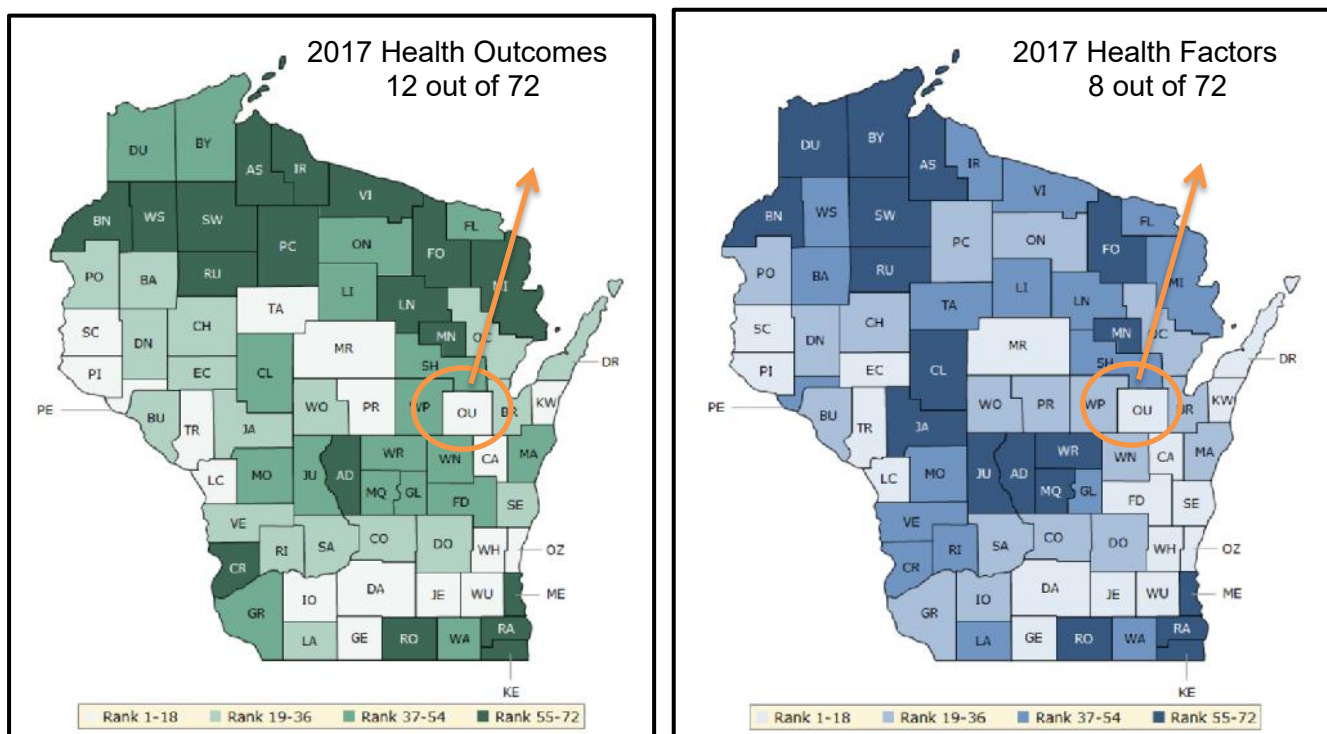 2017 Health Outcomes
12 out of 72
DU
BY
AS
IR
VI
BN
WS
SW
PC
FL
ON
FO
MI
PO
BA
RU
LI
LN
TA
CH
MN
OC
SC
DN
MR
SH
DR
PI
EC
CL
PE
BU
TR
JA
WO
PR
WP
OU
BR
KW
LC
MO
JU
AD
WR
WN
CA
MA
MQ
GL
FD
SE
VE
RI
SA
CO
DO
WH
OZ
CR
GR
IO
DA
JE
WU
ME
LA
GE
RO
WA
RA
KE
Rank 1-18 Rank 19-36 Rank 37-54 Rank 55-72
2017 Health Factors
8 out of 72
DU
BY
AS
IR
VI
BN
WS
SW
PC
FL
ON
FO
MI
PO
BA
RU
LI
LN
TA
CH
MN
OC
SC
DN
MR
SH
DR
PI
EC
CL
PE
BU
TR
JA
WO
PR
WP
OU
BR
KW
LC
MO
JU
AD
WR
WN
CA
MA
MQ
GL
FD
SE
VE
RI
SA
CO
DO
WH
OZ
CR
GR
IO
DA
JE
WU
ME
LA
GE
RO
WA
RA
KE
Rank 1-18 Rank 19-36 Rank 37-54 Rank 55-72